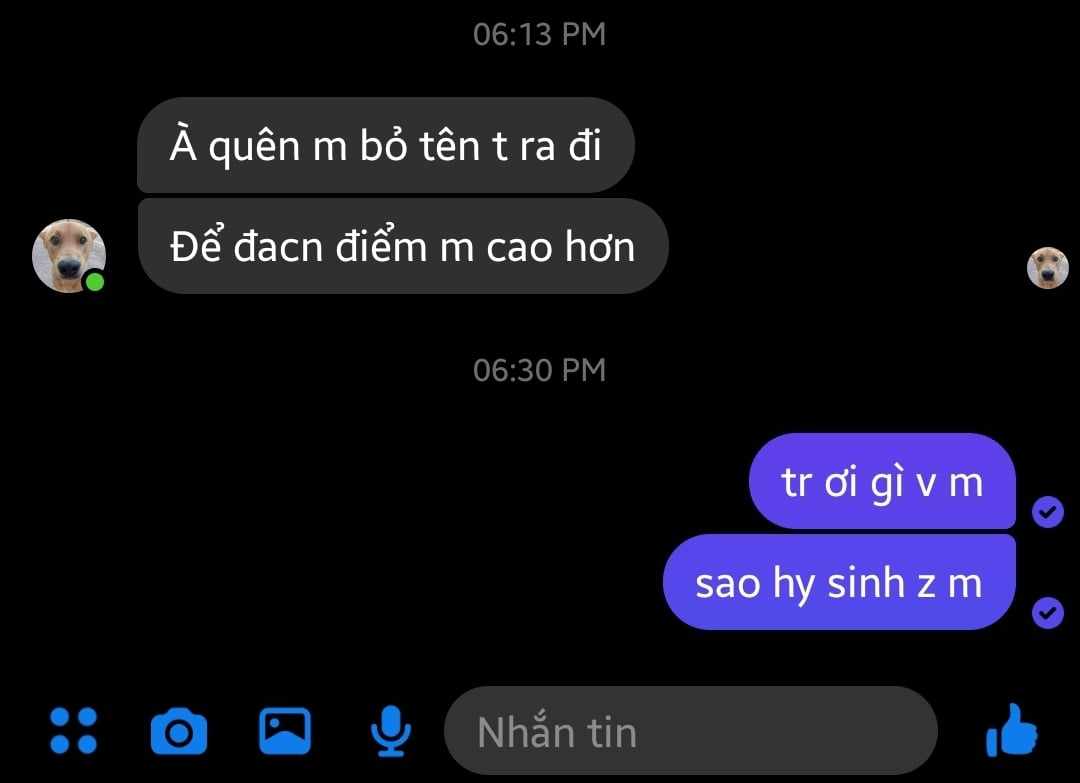 06:13 PM
À quên m bỏ tên t ra đi
Để đacn điểm m cao hơn
06:30 PM
tr ơi gì v m
sao hy sinh z m
Nhắn tin